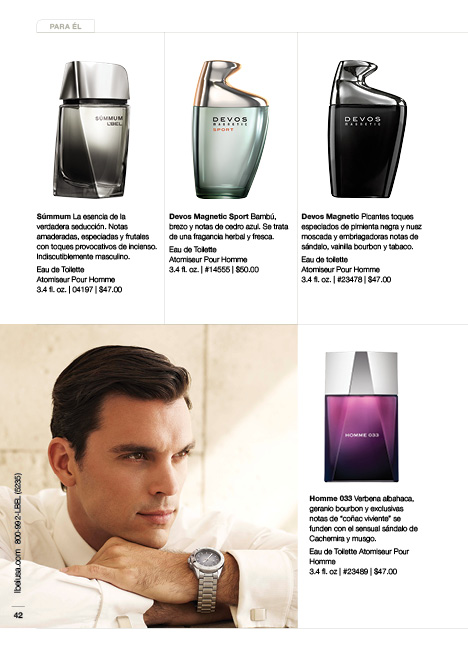 PARA ÉL
SÚMMUM
LBEL
DEVOS
MAGNETIC
SPORT
DEVOS
MAGNETIC
Súmmum La esencia de la
verdadera seducción. Notas
amaderadas, especiadas y frutales
con toques provocativos de incienso.
Indiscutiblemente masculino.
Eau de Toilette
Atomiseur Pour Homme
3.4 fl. oz. | 04197 | $47.00
Devos Magnetic Sport Bambú,
brezo y notas de cedro azul. Se trata
de una fragancia herbal y fresca.
Eau de Toilette
Atomiseur Pour Homme
3.4 fl. oz. | #14555 | $50.00
Devos Magnetic Picantes toques
especiados de pimienta negra y nuez
moscada y embriagadoras notas de
sándalo, vainilla bourbon y tabaco.
Eau de toilette
Atomiseur Pour Homme
3.4 fl. oz. | #23478 | $47.00
HOMME 033
Homme 033 Verbena albahaca,
geranio bourbon y exclusivas
notas de “coñac viviente” se
funden con el sensual sándalo de
Cachemira y musgo.
Eau de Toilette Atomiseur Pour
Homme
3.4 fl. oz | #23489 | $47.00
lbelusa.com 800-992-LBEL (5235)
42